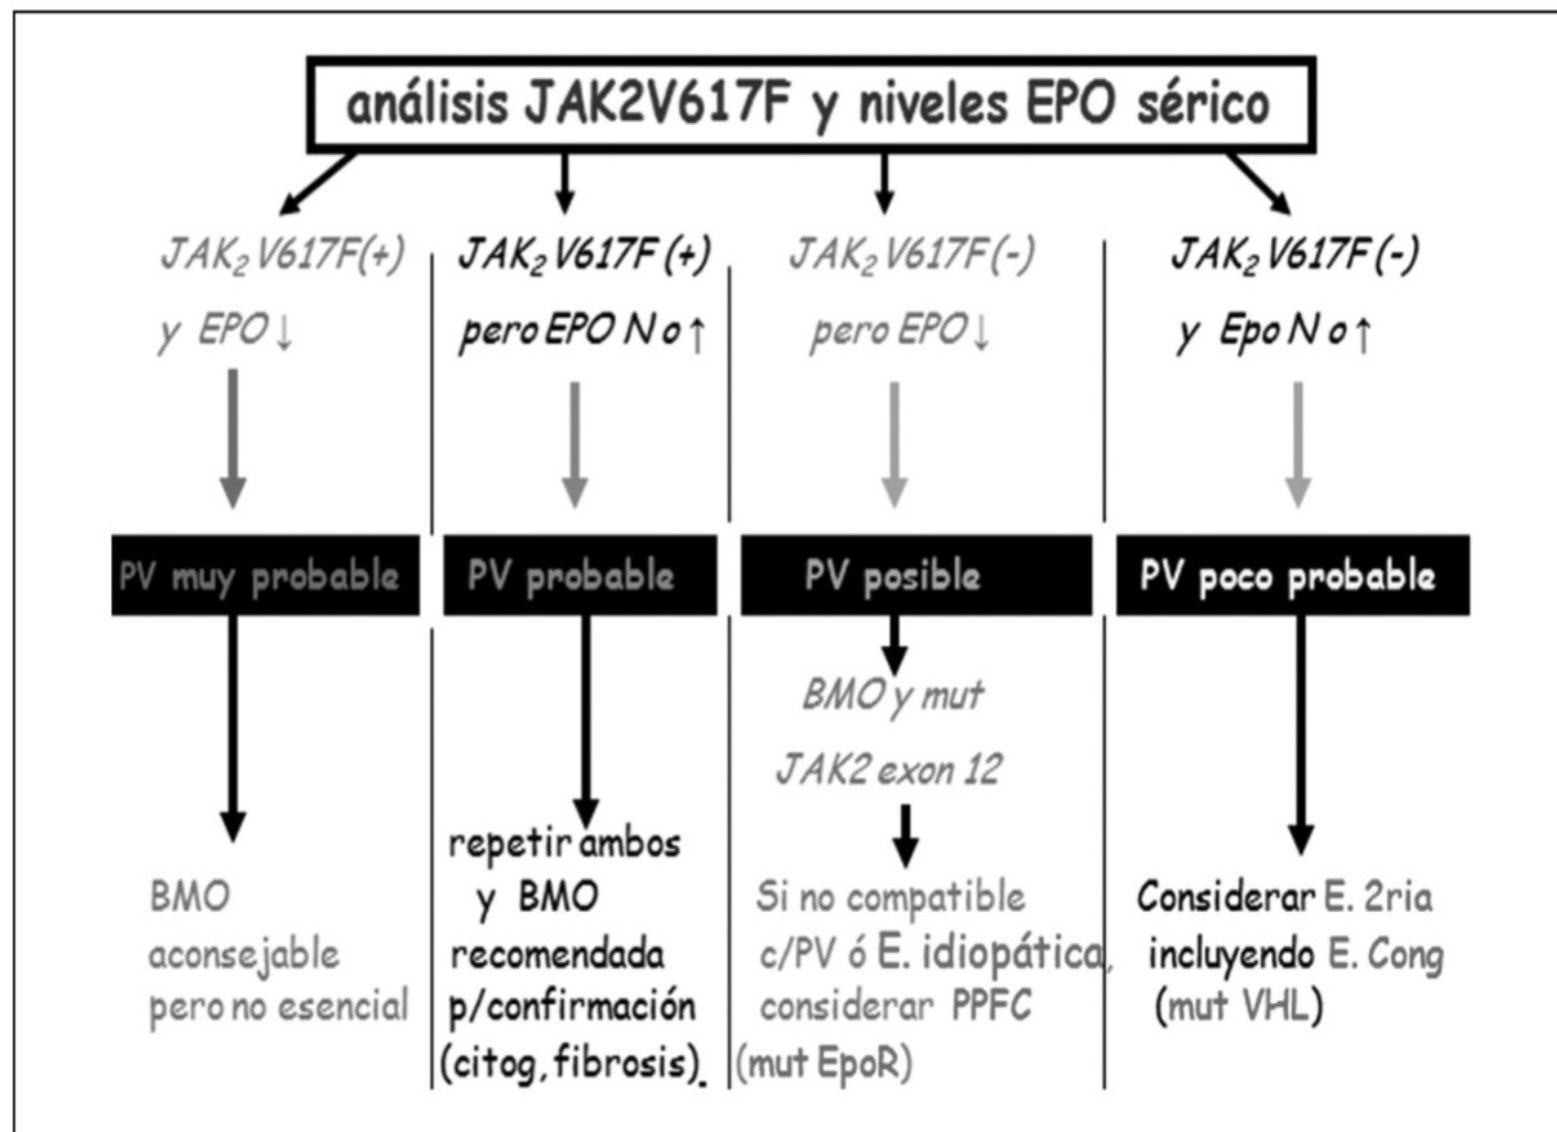 análisis JAK2V617F y niveles EPO sérico
JAK₂ V617F(+)
y EPO ↓
PV muy probable
BMO
aconsejable
pero no esencial
JAK₂ V617F (+)
pero EPO N o ↑
PV probable
repetir ambos
y BMO
recomendada
p/confirmación
(citog, fibrosis).
JAK₂ V617F (-)
pero EPO ↓
PV posible
BMO y mut
JAK2 exon 12
Si no compatible
c/PV ó E. idiopática,
considerar PPFC
(mut EpoR)
JAK₂ V617F (-)
y Epo N o ↑
PV poco probable
Considerar E. 2ria
incluyendo E. Cong
(mut VHL)